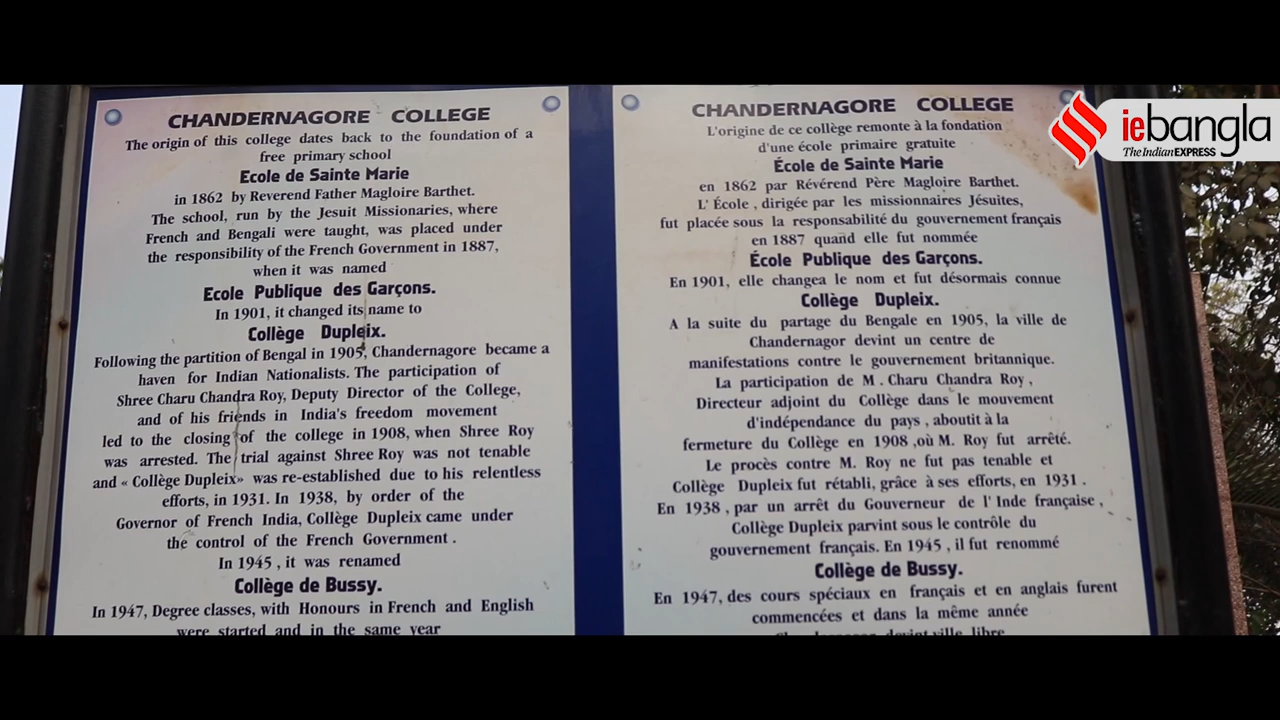 CHANDERNAGORE COLLEGE
The origin of this college dates back to the foundation of a
free primary school
Ecole de Sainte Marie
in 1862 by Reverend Father Magloire Barthet.
The school, run by the Jesuit Missionaries, where
French and Bengali were taught, was placed under
the responsibility of the French Government in 1887,
when it was named
Ecole Publique des Garçons.
In 1901, it changed its name to
Collège Dupleix.
Following the partition of Bengal in 1905, Chandernagore became a
haven for Indian Nationalists. The participation of
Shree Charu Chandra Roy, Deputy Director of the College,
and of his friends in India's freedom movement
led to the closing of the college in 1908, when Shree Roy
was arrested. The trial against Shree Roy was not tenable
and « Collège Dupleix» was re-established due to his relentless
efforts, in 1931. In 1938, by order of the
Governor of French India, Collège Dupleix came under
the control of the French Government .
In 1945 , it was renamed
Collège de Bussy.
In 1947, Degree classes, with Honours in French and English
were started and in the same year
CHANDERNAGORE COLLEGE
L'origine de ce collège remonte à la fondation
d'une école primaire gratuite
École de Sainte Marie
en 1862 par Révérend Père Magloire Barthet.
L' École , dirigée par les missionnaires Jésuites,
fut placée sous la responsabilité du gouvernement français
en 1887 quand elle fut nommée
École Publique des Garçons.
En 1901, elle changea le nom et fut désormais connue
Collège Dupleix.
A la suite du partage du Bengale en 1905, la ville de
Chandernagor devint un centre de
manifestations contre le gouvernement britannique.
La participation de M . Charu Chandra Roy ,
Directeur adjoint du Collège dans le mouvement
d'indépendance du pays , aboutit à la
fermeture du Collège en 1908 ,où M. Roy fut arrêté.
Le procès contre M. Roy ne fut pas tenable et
Collège Dupleix fut rétabli, grâce à ses efforts, en 1931 .
En 1938 , par un arrêt du Gouverneur de l' Inde française ,
Collège Dupleix parvint sous le contrôle du
gouvernement français. En 1945 , il fut renommé
Collège de Bussy.
En 1947, des cours spéciaux en français et en anglais furent
commencées et dans la même année
devint ville libre
iebangla
The Indian EXPRESS